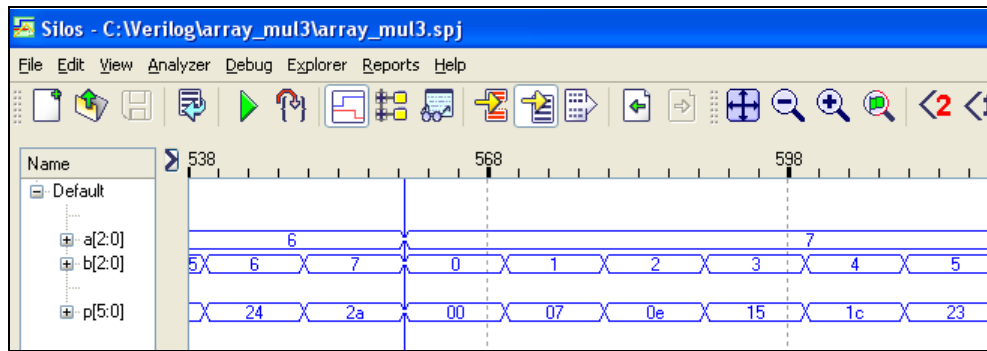 Silos - C:\Verilog\array_mul3\array_mul3.spj
File Edit View Analyzer Debug Explorer Reports Help
2
Name 538 568 598
Default
a[2:0] 6 7
b[2:0] 5 6 7 0 1 2 3 4 5
p[5:0] 24 2a 00 07 0e 15 1c 23